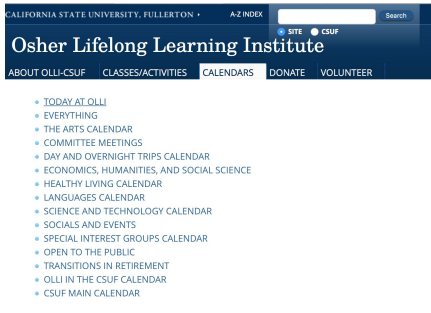 CALIFORNIA STATE UNIVERSITY, FULLERTON
A-Z INDEX
Search
SITE CSUF
Osher Lifelong Learning Institute
ABOUT OLLI-CSUF CLASSES/ACTIVITIES CALENDARS DONATE VOLUNTEER
TODAY AT OLLI
EVERYTHING
THE ARTS CALENDAR
COMMITTEE MEETINGS
DAY AND OVERNIGHT TRIPS CALENDAR
ECONOMICS, HUMANITIES, AND SOCIAL SCIENCE
HEALTHY LIVING CALENDAR
LANGUAGES CALENDAR
SCIENCE AND TECHNOLOGY CALENDAR
SOCIALS AND EVENTS
SPECIAL INTEREST GROUPS CALENDAR
OPEN TO THE PUBLIC
TRANSITIONS IN RETIREMENT
OLLI IN THE CSUF CALENDAR
CSUF MAIN CALENDAR